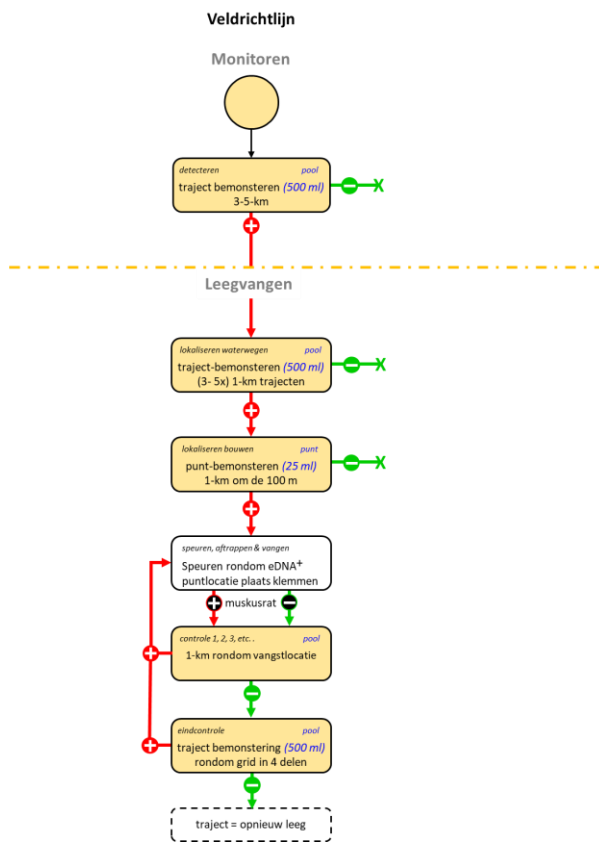 Veldrichtlijn
Monitoren
detecteren pool
traject bemonsteren (500 ml)
3-5-km
X
+
Leegvangen
lokaliseren waterwegen pool
traject-bemonsteren (500 ml)
(3- 5x) 1-km trajecten
X
+
lokaliseren bouwen punt
punt-bemonsteren (25 ml)
1-km om de 100 m
X
+
speuren, aftrappen & vangen
Speuren rondom eDNA+
puntlocatie plaats klemmen
+ muskusrat −
controle 1, 2, 3, etc. . pool
1-km rondom vangstlocatie
+
−
eindcontrole pool
traject bemonstering (500 ml)
rondom grid in 4 delen
+
−
traject = opnieuw leeg